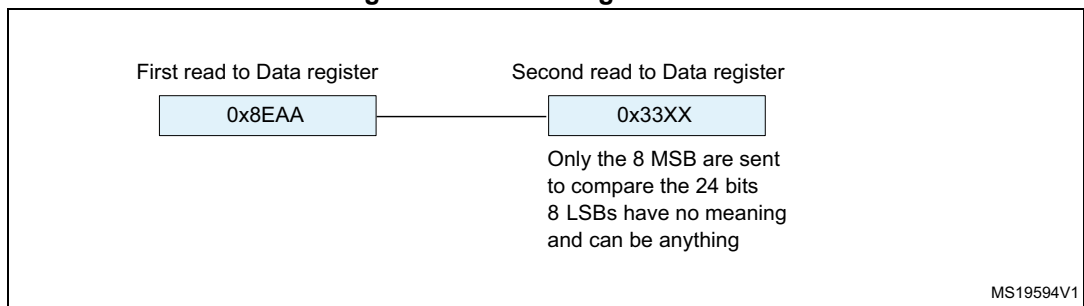 First read to Data register
Second read to Data register
0x8EAA
0x33XX
Only the 8 MSB are sent
to compare the 24 bits
8 LSBs have no meaning
and can be anything
MS19594V1